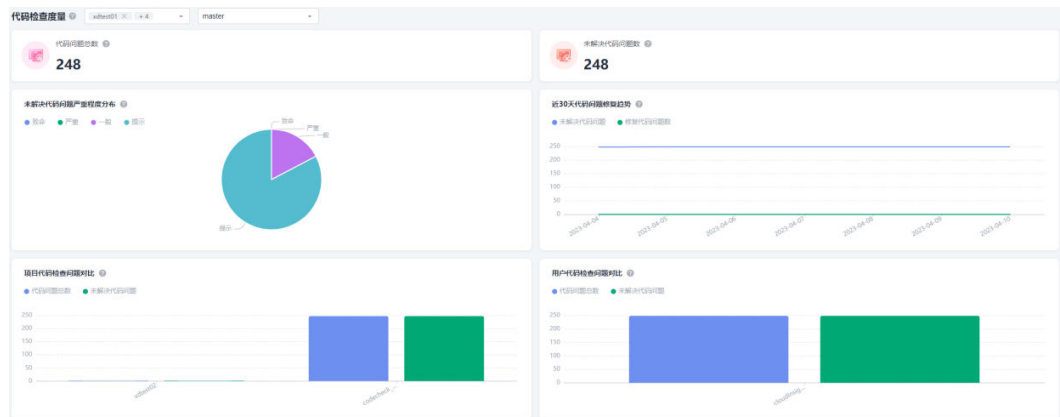 代码检查度量
xdtest01 × + 4
master
代码问题总数
248
未解决代码问题数
248
未解决代码问题严重程度分布
致命 严重 一般 提示
致命
严重
一般
提示
近30天代码问题修复趋势
未解决代码问题 修复代码问题数
250
200
150
100
50
0
2023-04-04 2023-04-05 2023-04-06 2023-04-07 2023-04-08 2023-04-09 2023-04-10
项目代码检查问题对比
代码问题总数 未解决代码问题
250
200
150
100
50
0
xdtest02 codecheck_...
用户代码检查问题对比
代码问题总数 未解决代码问题
250
200
150
100
50
0
cloudinsig...